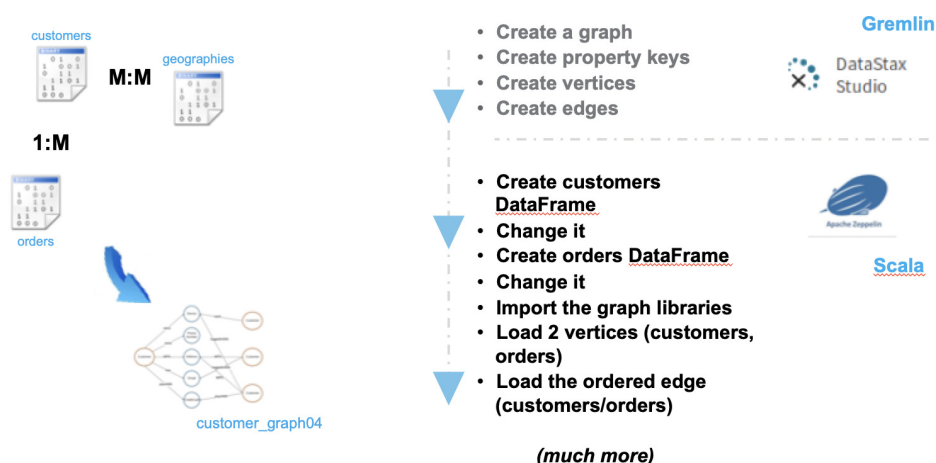 customers
geographies
M:M
1:M
orders
customer_graph04
• Create a graph
• Create property keys
• Create vertices
• Create edges
Gremlin
DataStax
Studio
• Create customers
DataFrame
• Change it
• Create orders DataFrame
• Change it
• Import the graph libraries
• Load 2 vertices (customers,
orders)
• Load the ordered edge
(customers/orders)
(much more)
Apache Zeppelin
Scala